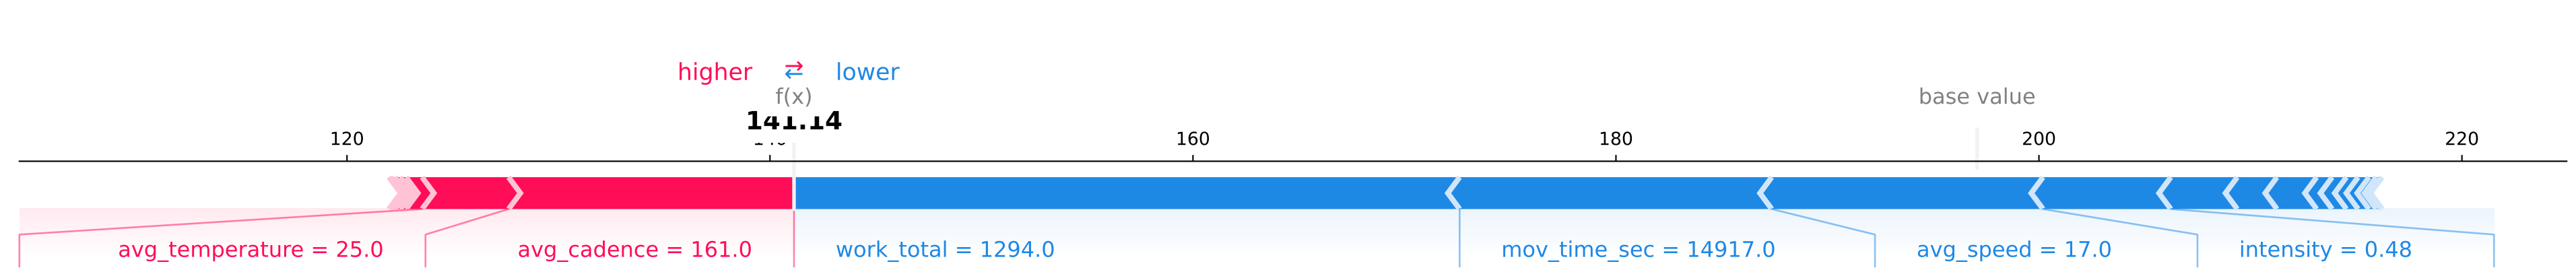 higher ⇄ lower
f(x) base value
141.14
120 140 160 180 200 220
avg_temperature = 25.0 avg_cadence = 161.0 work_total = 1294.0 mov_time_sec = 14917.0 avg_speed = 17.0 intensity = 0.48